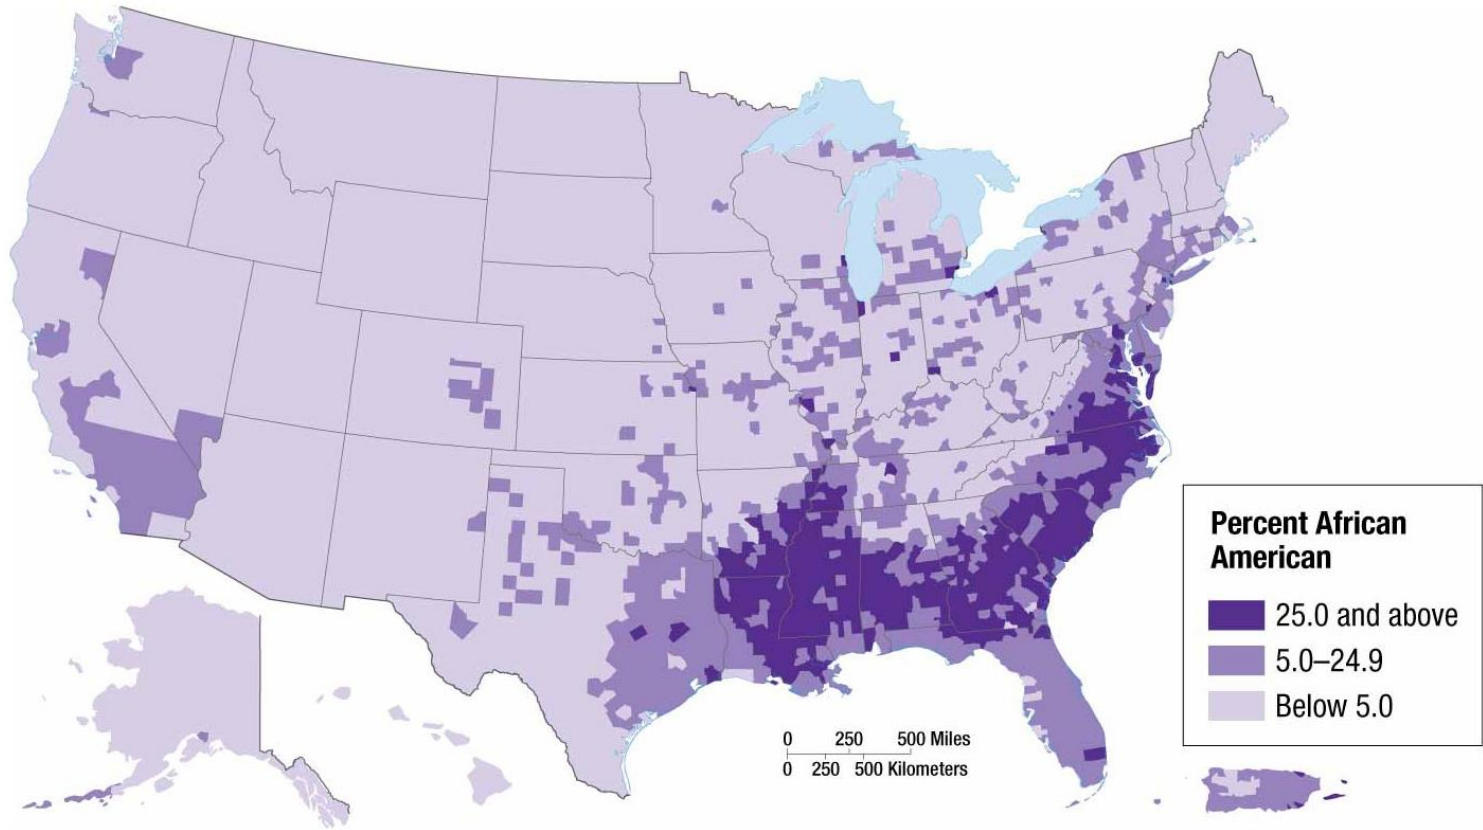 Percent African
American
25.0 and above
5.0–24.9
Below 5.0
0 250 500 Miles
0 250 500 Kilometers